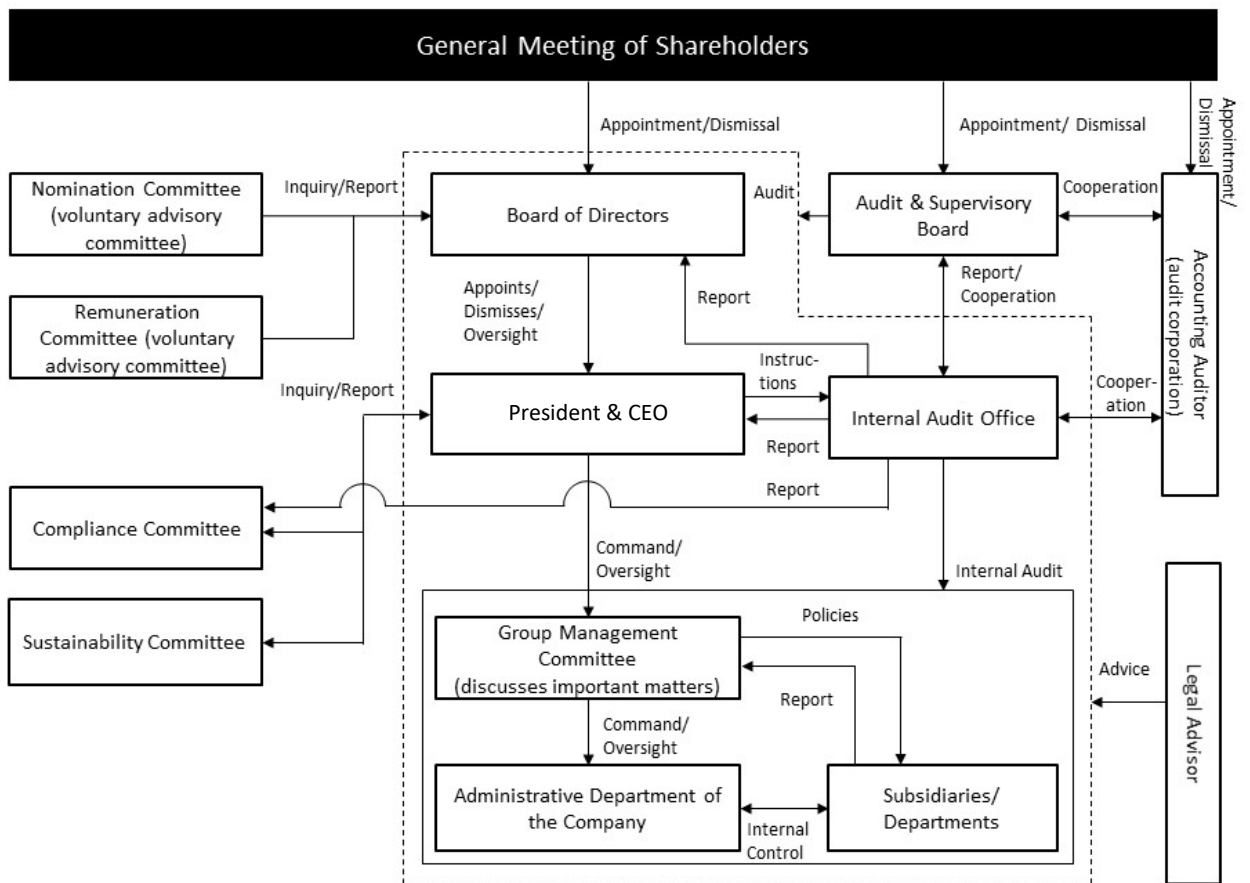 General Meeting of Shareholders
Appointment/Dismissal
Appointment/ Dismissal
Appointment/
Dismissal
Nomination Committee
(voluntary advisory
committee)
Inquiry/Report
Board of Directors
Audit
Audit & Supervisory
Board
Cooperation
Accounting Auditor
(audit corporation)
Remuneration
Committee (voluntary
advisory committee)
Appoints/
Dismisses/
Oversight
Report
Report/
Cooperation
Inquiry/Report
President & CEO
Instruc-
tions
Report
Internal Audit Office
Cooper-
ation
Report
Compliance Committee
Command/
Oversight
Internal Audit
Sustainability Committee
Group Management
Committee
(discusses important matters)
Policies
Report
Advice
Legal Advisor
Command/
Oversight
Administrative Department of
the Company
Internal
Control
Subsidiaries/
Departments